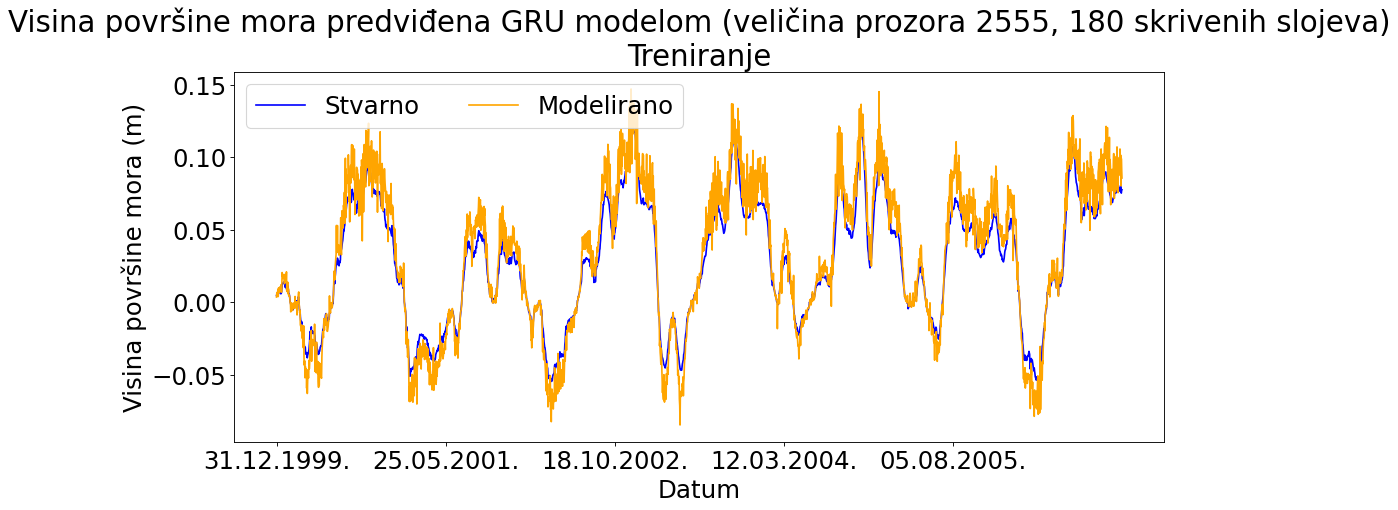 Visina površine mora predviđena GRU modelom (veličina prozora 2555, 180 skrivenih slojeva)
Treniranje
Stvarno
Modelirano
Visina površine mora (m)
0.15
0.10
0.05
0.00
−0.05
31.12.1999.
25.05.2001.
18.10.2002.
12.03.2004.
05.08.2005.
Datum